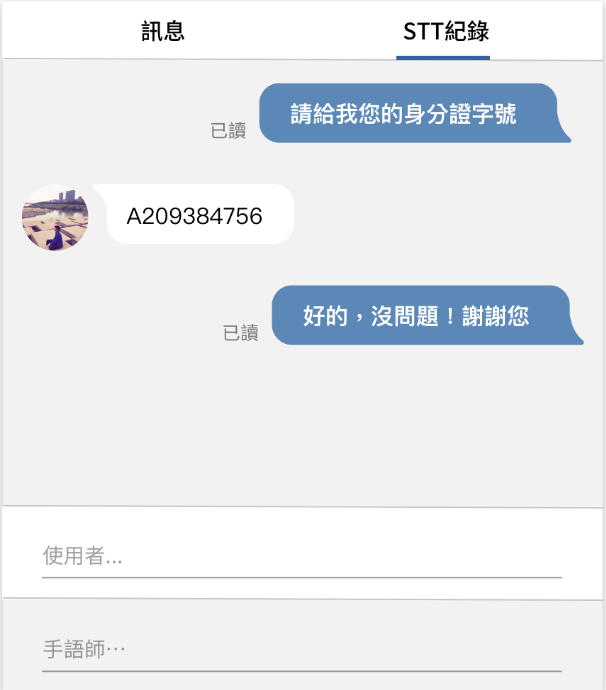 訊息
STT紀錄
請給我您的身分證字號
已讀
A209384756
好的，沒問題！謝謝您
已讀
使用者...
手語師⋯